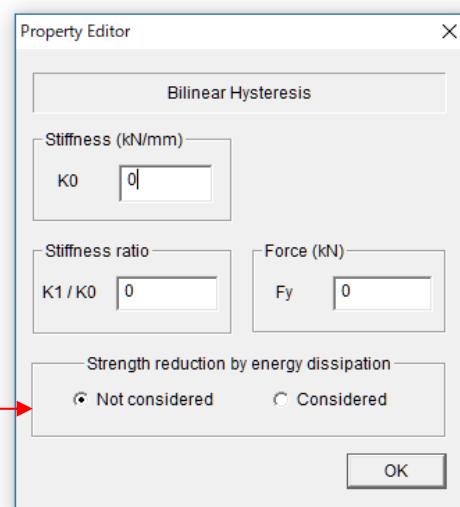 Property Editor
Bilinear Hysteresis
Stiffness (kN/mm)
K0 0
Stiffness ratio
K1 / K0 0
Force (kN)
Fy 0
Strength reduction by energy dissipation
Not considered Considered
OK